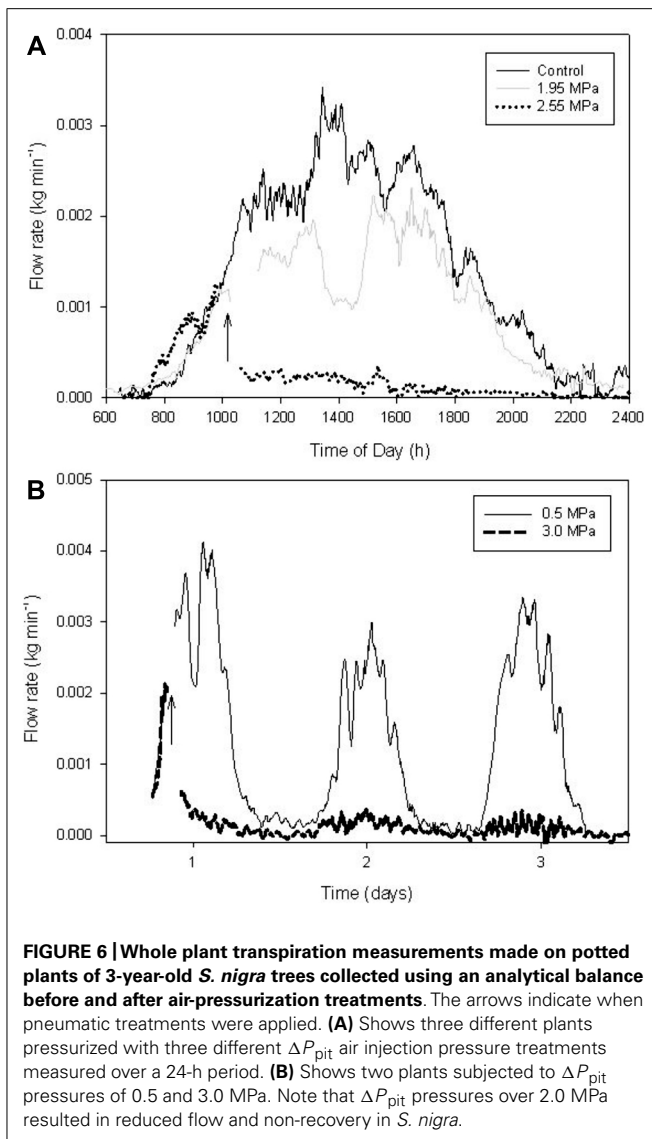 A
0.004
0.003
0.002
0.001
0.000
Flow rate (kg min⁻¹)
Control
1.95 MPa
2.55 MPa
600 800 1000 1200 1400 1600 1800 2000 2200 2400
Time of Day (h)
B
0.005
0.004
0.003
0.002
0.001
0.000
Flow rate (kg min⁻¹)
0.5 MPa
3.0 MPa
1 2 3
Time (days)
FIGURE 6 | Whole plant transpiration measurements made on potted
plants of 3-year-old S. nigra trees collected using an analytical balance
before and after air-pressurization treatments. The arrows indicate when
pneumatic treatments were applied. (A) Shows three different plants
pressurized with three different ΔPpit air injection pressure treatments
measured over a 24-h period. (B) Shows two plants subjected to ΔPpit
pressures of 0.5 and 3.0 MPa. Note that ΔPpit pressures over 2.0 MPa
resulted in reduced flow and non-recovery in S. nigra.